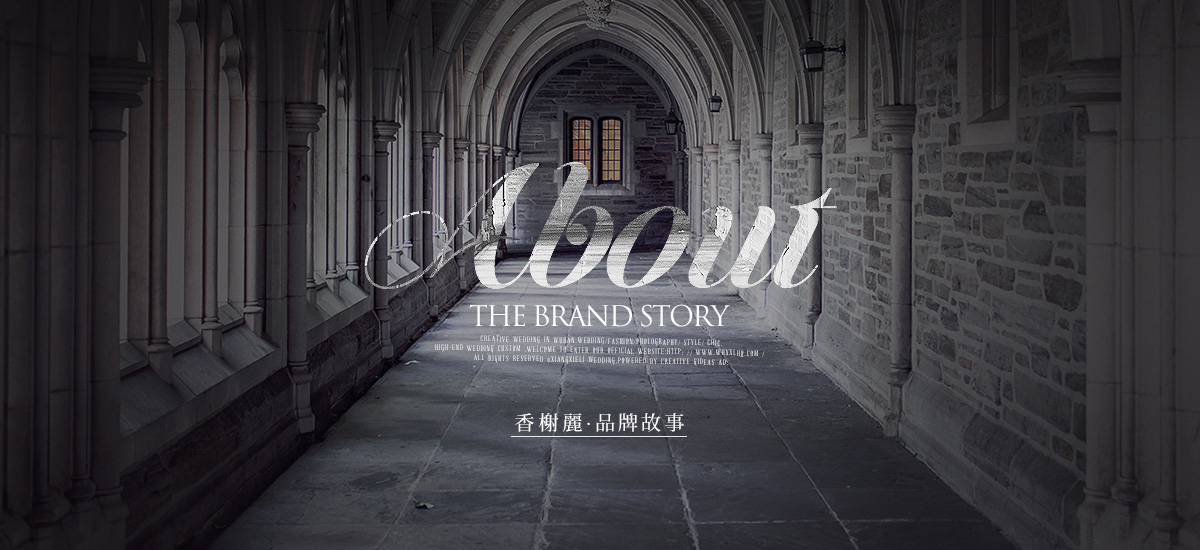 About
THE BRAND STORY
CREATIVE WEDDING IN WUHAN WEDDING/FASHION/PHOTOGRAPHY/ STYLE/ CHIC
HIGH-END WEDDING CUSTOM .WELCOME TO ENTER OUR OFFICIAL WEBSITE:HTTP: // WWW.WHXXLHQ.COM /
ALL RIGHTS RESERVED XIANGXIELI WEDDING.POWERED BY CREATIVE AD.
香榭麗·品牌故事